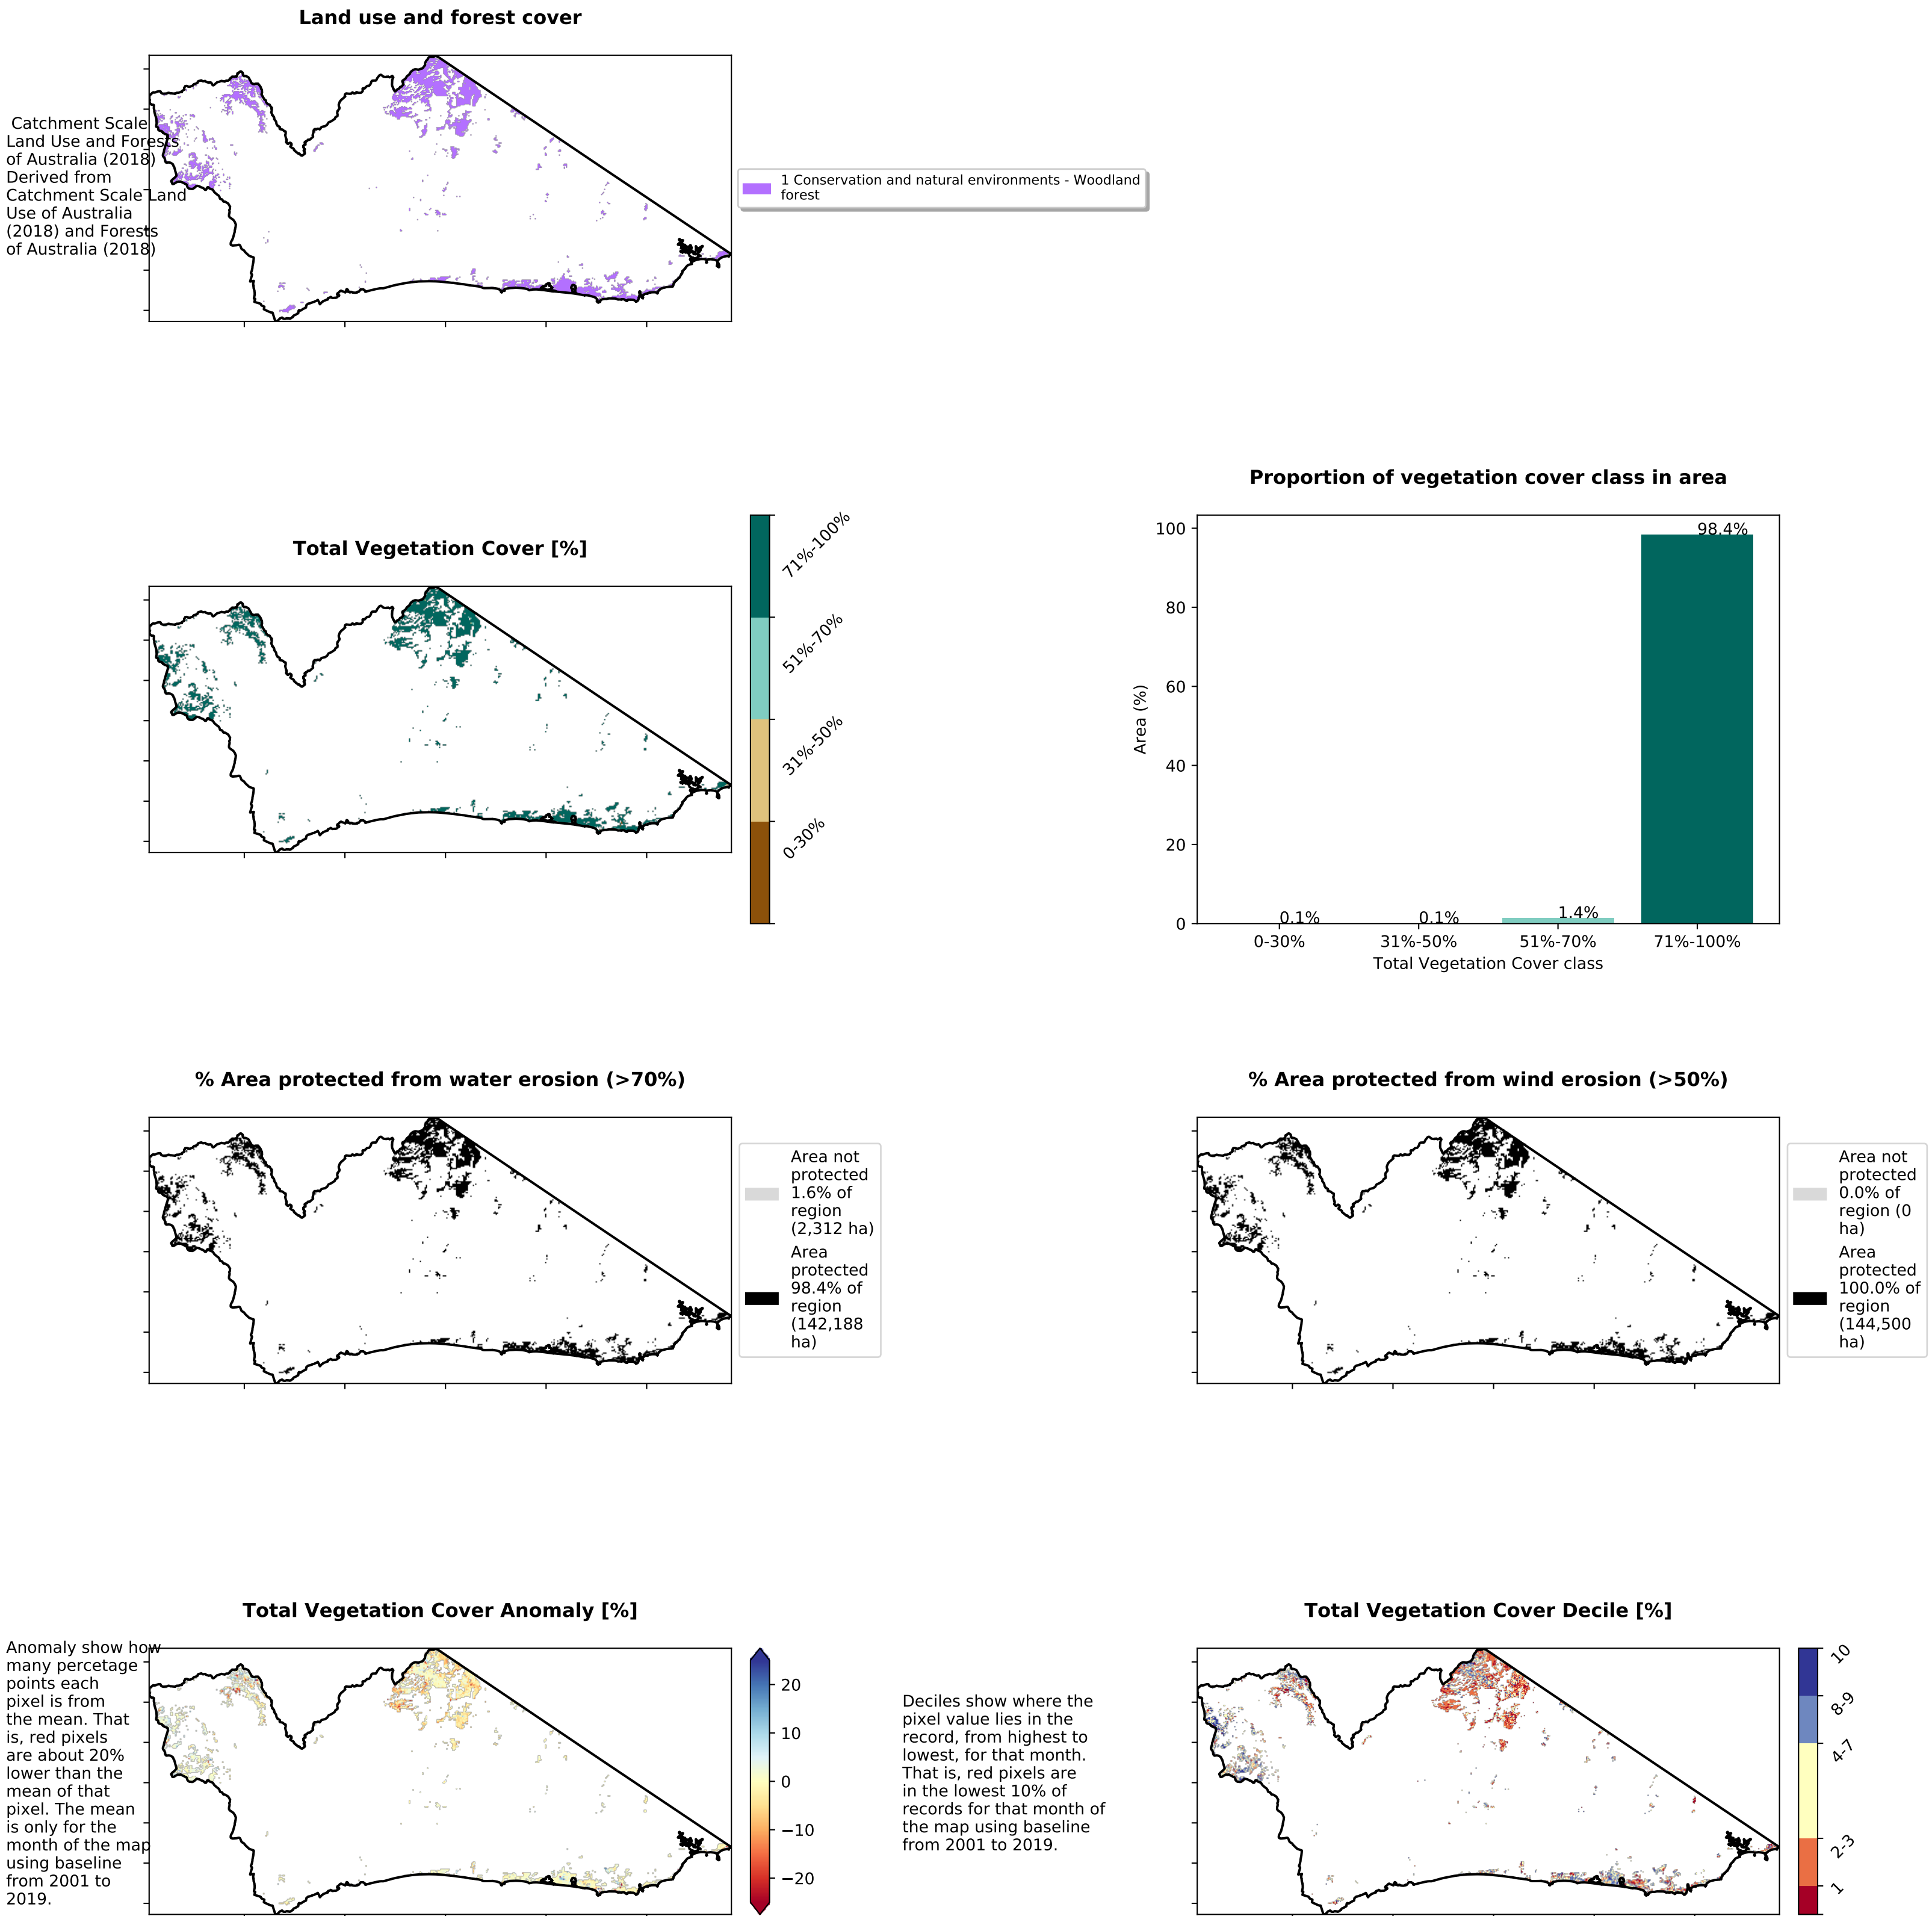 Land use and forest cover
Catchment Scale
Land Use and Forests
of Australia (2018)
Derived from
Catchment Scale Land
Use of Australia
(2018) and Forests
of Australia (2018)
1 Conservation and natural environments - Woodland
forest
Total Vegetation Cover [%]
71%-100%
51%-70%
31%-50%
0-30%
Proportion of vegetation cover class in area
Area (%)
100
80
60
40
20
0
0.1%
0.1%
1.4%
98.4%
0-30%
31%-50%
51%-70%
71%-100%
Total Vegetation Cover class
% Area protected from water erosion (>70%)
Area not
protected
1.6% of
region
(2,312 ha)
Area
protected
98.4% of
region
(142,188
ha)
% Area protected from wind erosion (>50%)
Area not
protected
0.0% of
region (0
ha)
Area
protected
100.0% of
region
(144,500
ha)
Total Vegetation Cover Anomaly [%]
Anomaly show how
many percetage
points each
pixel is from
the mean. That
is, red pixels
are about 20%
lower than the
mean of that
pixel. The mean
is only for the
month of the map
using baseline
from 2001 to
2019.
20
10
0
−10
−20
Total Vegetation Cover Decile [%]
Deciles show where the
pixel value lies in the
record, from highest to
lowest, for that month.
That is, red pixels are
in the lowest 10% of
records for that month of
the map using baseline
from 2001 to 2019.
10
8-9
4-7
2-3
1